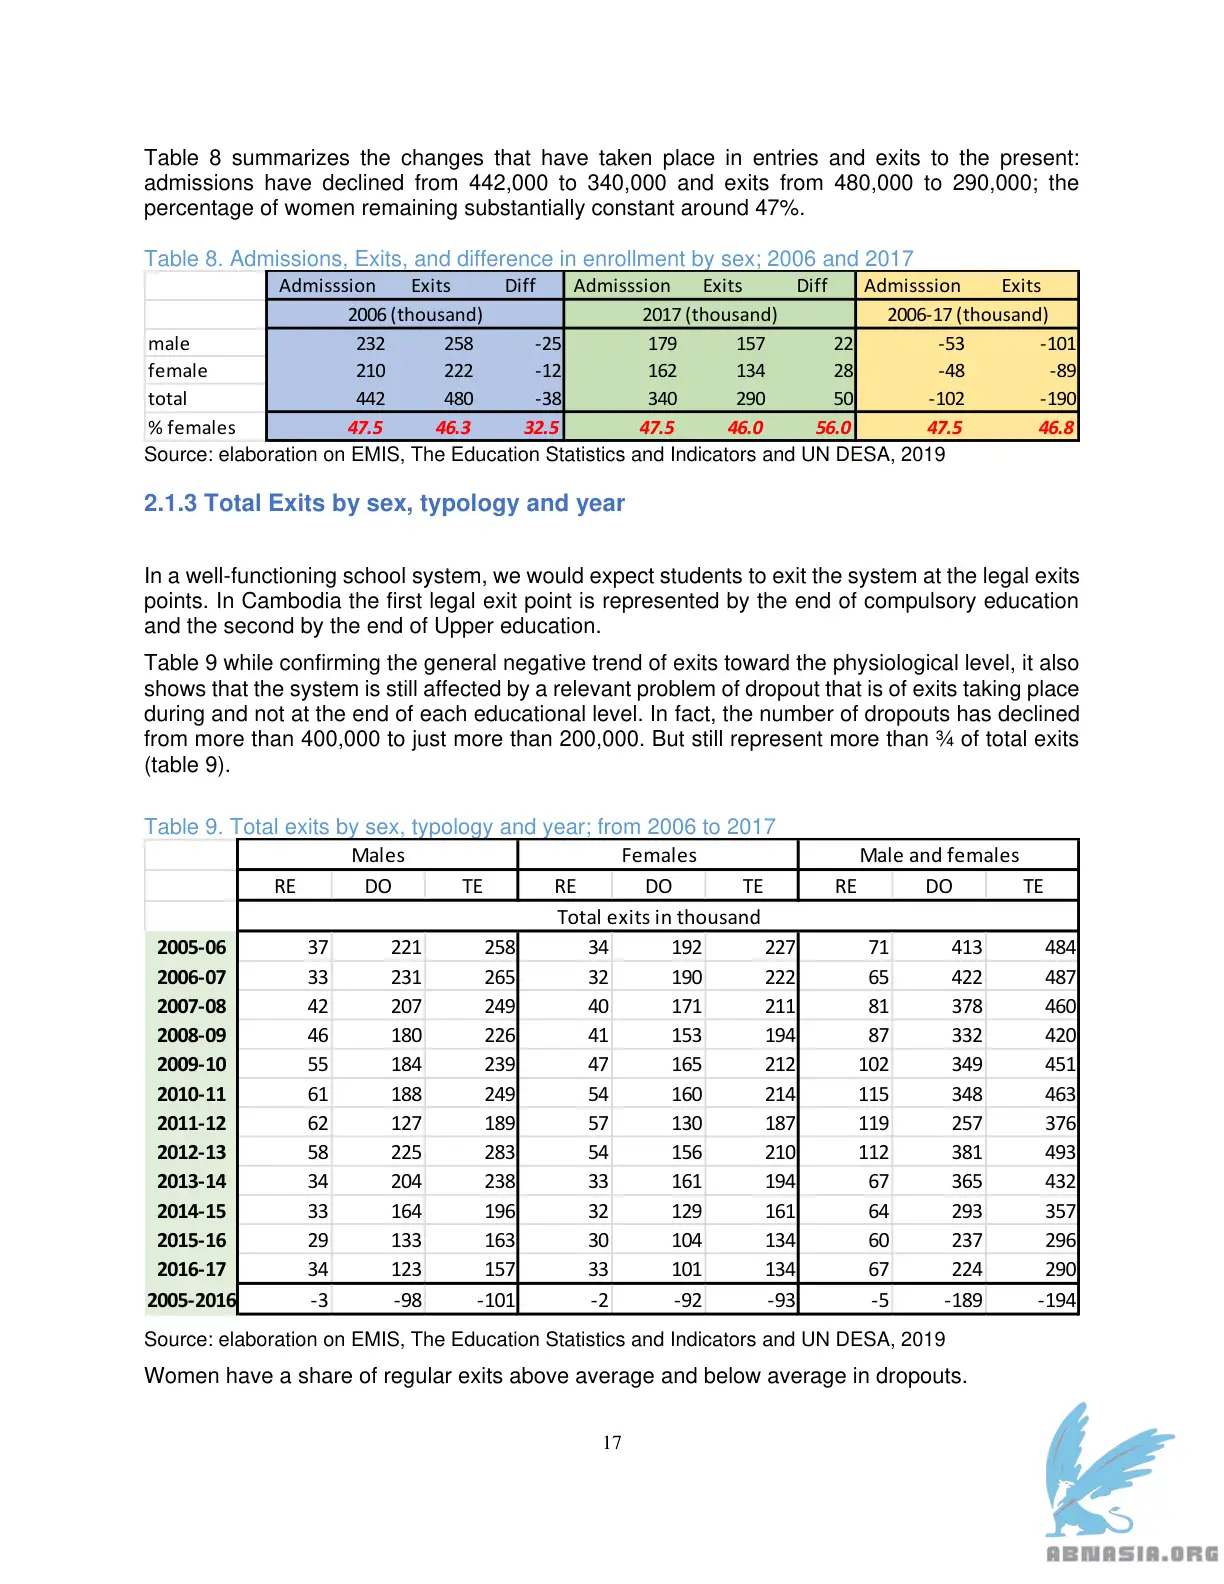 Table 8 summarizes the changes that have taken place in entries and exits to the present:
admissions have declined from 442,000 to 340,000 and exits from 480,000 to 290,000; the
percentage of women remaining substantially constant around 47%.
Table 8. Admissions, Exits, and difference in enrollment by sex; 2006 and 2017
Admisssion Exits Diff Admisssion Exits Diff Admisssion Exits
2006 (thousand) 2017 (thousand) 2006-17 (thousand)
male 232 258 -25 179 157 22 -53 -101
female 210 222 -12 162 134 28 -48 -89
total 442 480 -38 340 290 50 -102 -190
% females 47.5 46.3 32.5 47.5 46.0 56.0 47.5 46.8
Source: elaboration on EMIS, The Education Statistics and Indicators and UN DESA, 2019
2.1.3 Total Exits by sex, typology and year
In a well-functioning school system, we would expect students to exit the system at the legal exits
points. In Cambodia the first legal exit point is represented by the end of compulsory education
and the second by the end of Upper education.
Table 9 while confirming the general negative trend of exits toward the physiological level, it also
shows that the system is still affected by a relevant problem of dropout that is of exits taking place
during and not at the end of each educational level. In fact, the number of dropouts has declined
from more than 400,000 to just more than 200,000. But still represent more than ¾ of total exits
(table 9).
Table 9. Total exits by sex, typology and year; from 2006 to 2017
Males Females Male and females
RE DO TE RE DO TE RE DO TE
Total exits in thousand
2005-06 37 221 258 34 192 227 71 413 484
2006-07 33 231 265 32 190 222 65 422 487
2007-08 42 207 249 40 171 211 81 378 460
2008-09 46 180 226 41 153 194 87 332 420
2009-10 55 184 239 47 165 212 102 349 451
2010-11 61 188 249 54 160 214 115 348 463
2011-12 62 127 189 57 130 187 119 257 376
2012-13 58 225 283 54 156 210 112 381 493
2013-14 34 204 238 33 161 194 67 365 432
2014-15 33 164 196 32 129 161 64 293 357
2015-16 29 133 163 30 104 134 60 237 296
2016-17 34 123 157 33 101 134 67 224 290
2005-2016 -3 -98 -101 -2 -92 -93 -5 -189 -194
Source: elaboration on EMIS, The Education Statistics and Indicators and UN DESA, 2019
Women have a share of regular exits above average and below average in dropouts.
17
ABNASIA.ORG